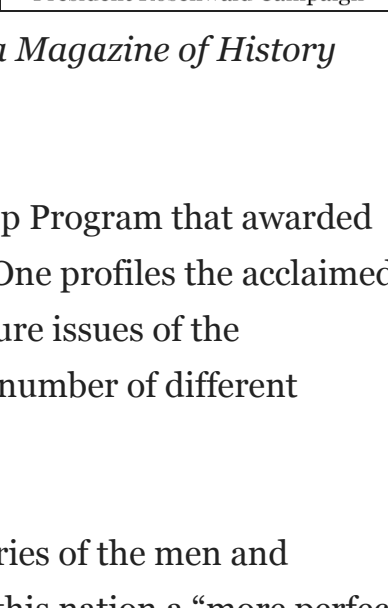 a Magazine of History
p Program that awarded
One profiles the acclaimed
ure issues of the
number of different
ries of the men and
this nation a “more perfec